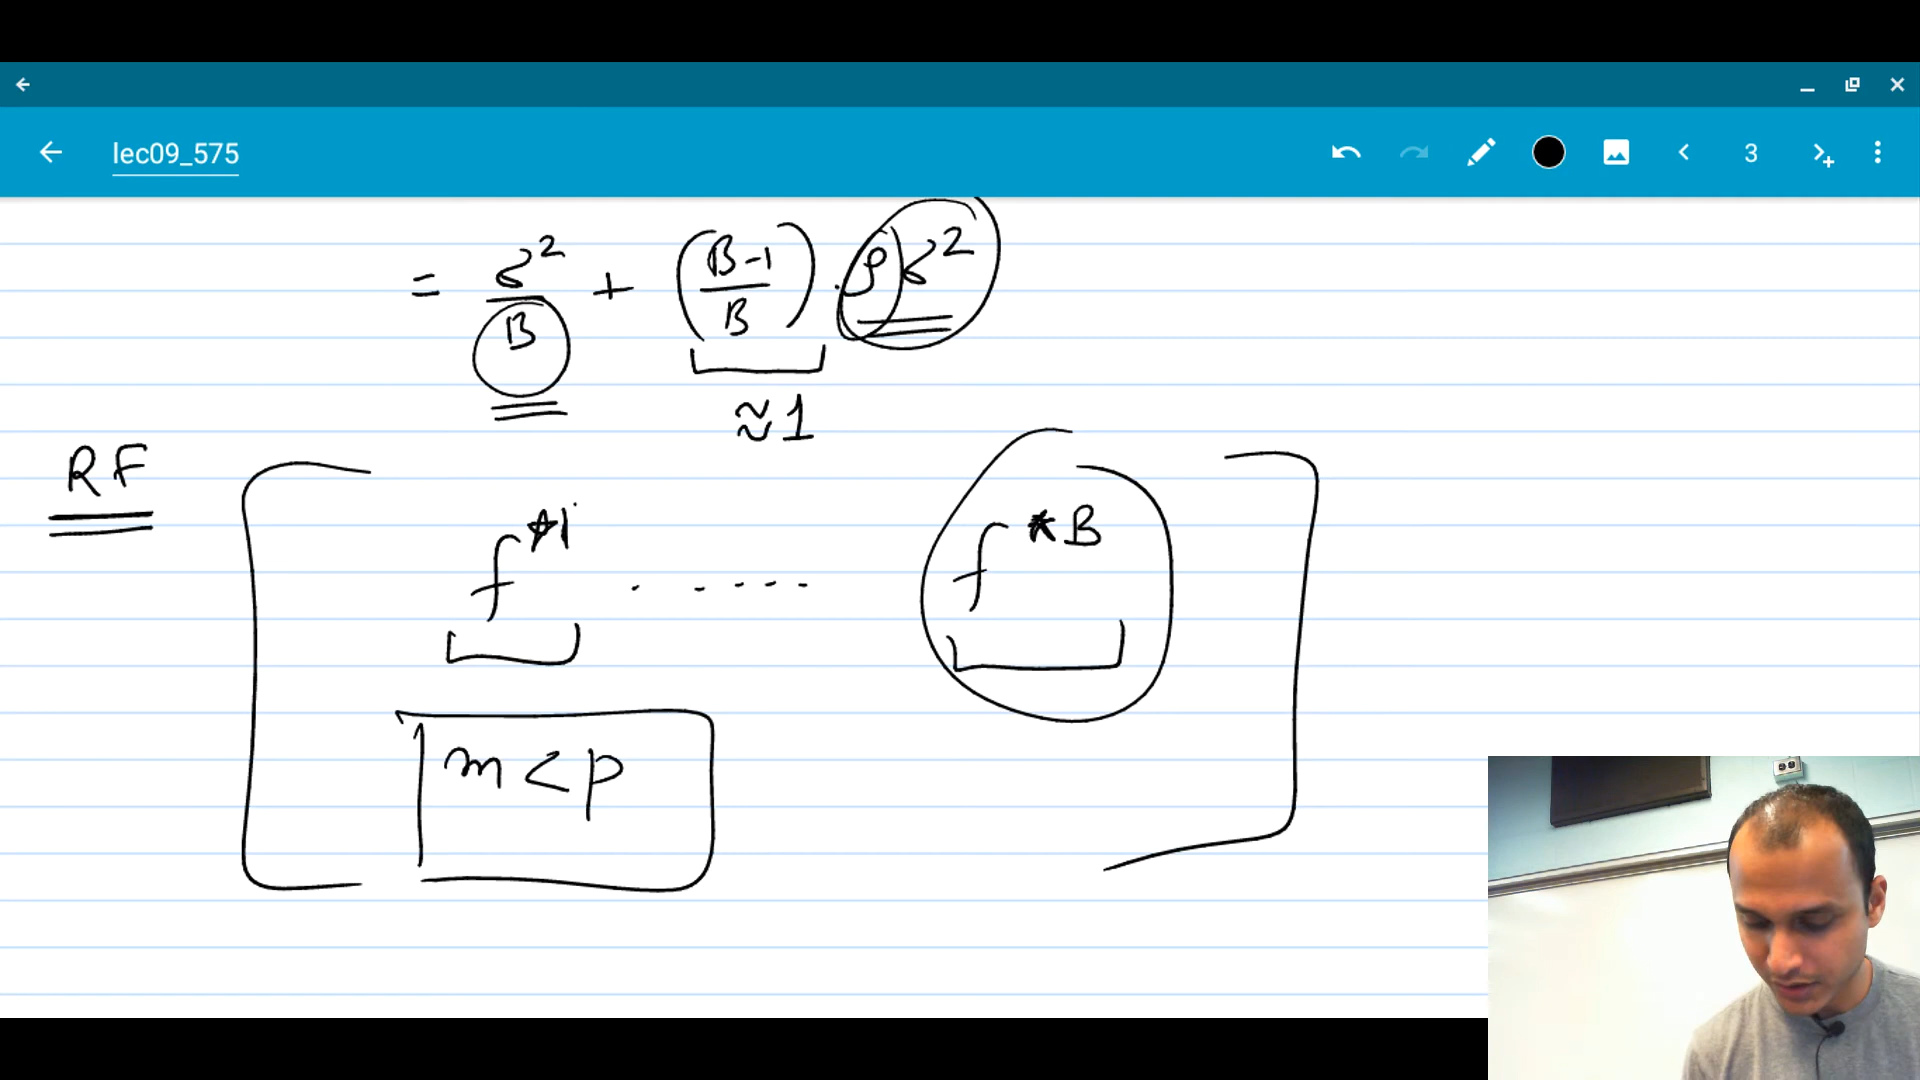 lec09_575
3
= σ²/B + ((B-1)/B) · ρσ²
≈ 1
RF
f*1 . . . . . . f*B
m < p